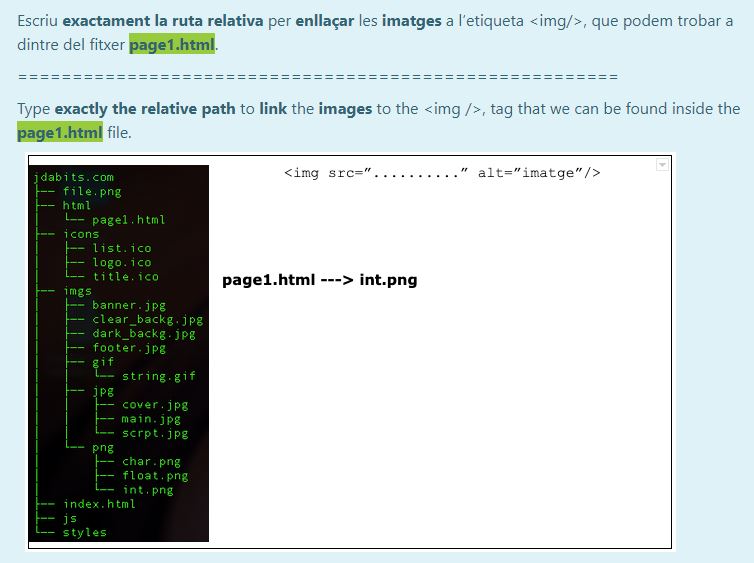 Escriu exactament la ruta relativa per enllaçar les imatges a l'etiqueta <img/>, que podem trobar a
dintre del fitxer page1.html.
=======================================================
Type exactly the relative path to link the images to the <img />, tag that we can be found inside the
page1.html file.
<img src=”..........” alt=”imatge”/>
jdabits.com
├── file.png
├── html
│   └── page1.html
├── icons
│   ├── list.ico
│   ├── logo.ico
│   └── title.ico
├── imgs
│   ├── banner.jpg
│   ├── clear_backg.jpg
│   ├── dark_backg.jpg
│   ├── footer.jpg
│   ├── gif
│   │   └── string.gif
│   ├── jpg
│   │   ├── cover.jpg
│   │   ├── main.jpg
│   │   └── scrpt.jpg
│   └── png
│       ├── char.png
│       ├── float.png
│       └── int.png
├── index.html
├── js
└── styles
page1.html ---> int.png